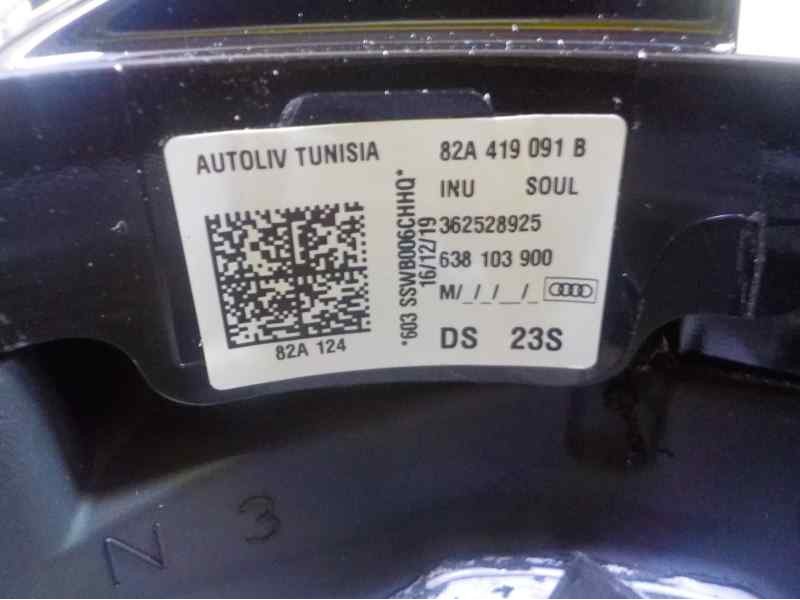 AUTOLIV TUNISIA
82A 124
*603 SSWB006CHHQ*
16/12/19
82A 419 091 B
INU SOUL
362528925
638 103 900
M/_/_/__/_
DS 23S
N 3